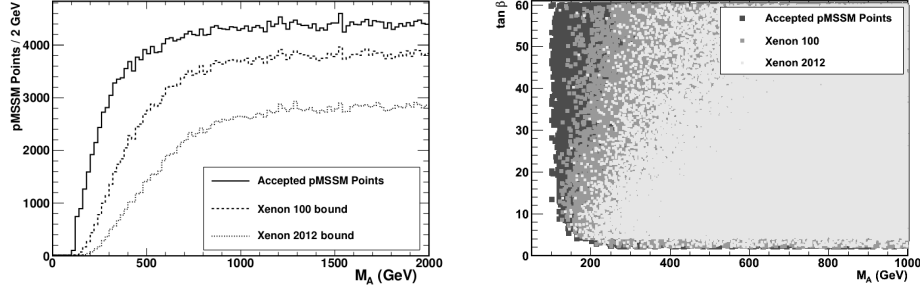 pMSSM Points / 2 GeV
4000
3000
2000
1000
0
Accepted pMSSM Points
Xenon 100 bound
Xenon 2012 bound
0 500 1000 1500 2000
M_A (GeV)
tan β
60
50
40
30
20
10
0
Accepted pMSSM Points
Xenon 100
Xenon 2012
200 400 600 800 1000
M_A (GeV)